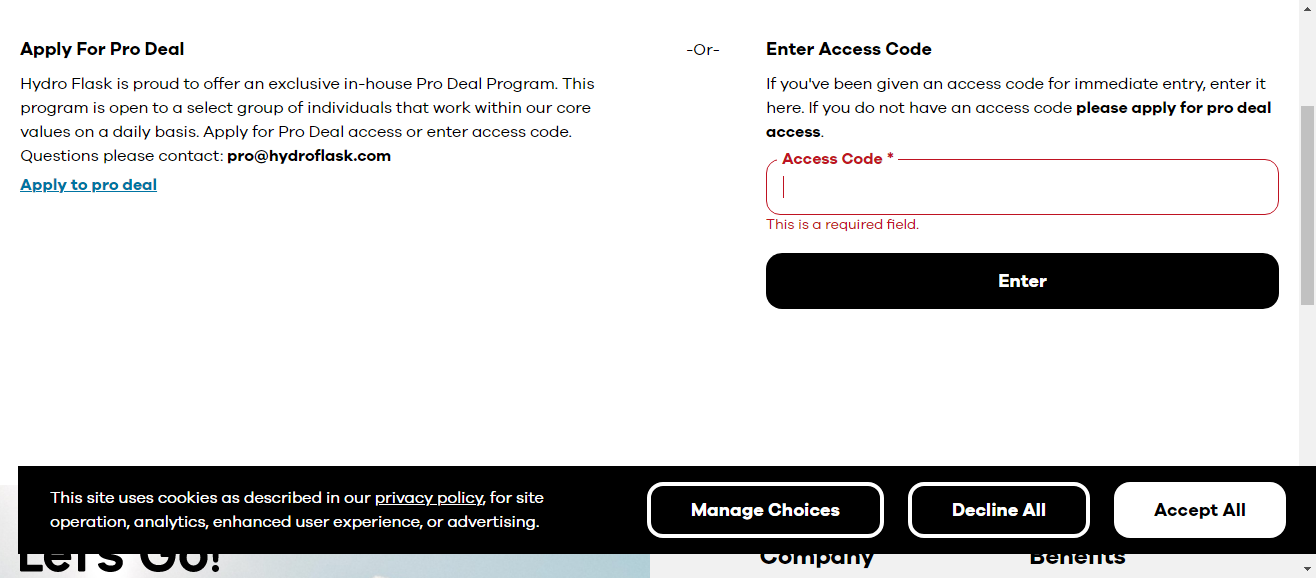 Apply For Pro Deal
Hydro Flask is proud to offer an exclusive in-house Pro Deal Program. This
program is open to a select group of individuals that work within our core
values on a daily basis. Apply for Pro Deal access or enter access code.
Questions please contact: pro@hydroflask.com
Apply to pro deal
-Or-
Enter Access Code
If you've been given an access code for immediate entry, enter it
here. If you do not have an access code please apply for pro deal
access.
Access Code *
This is a required field.
Enter
This site uses cookies as described in our privacy policy, for site
operation, analytics, enhanced user experience, or advertising.
Manage Choices
Decline All
Accept All
Let's Go!
Company
Benefits